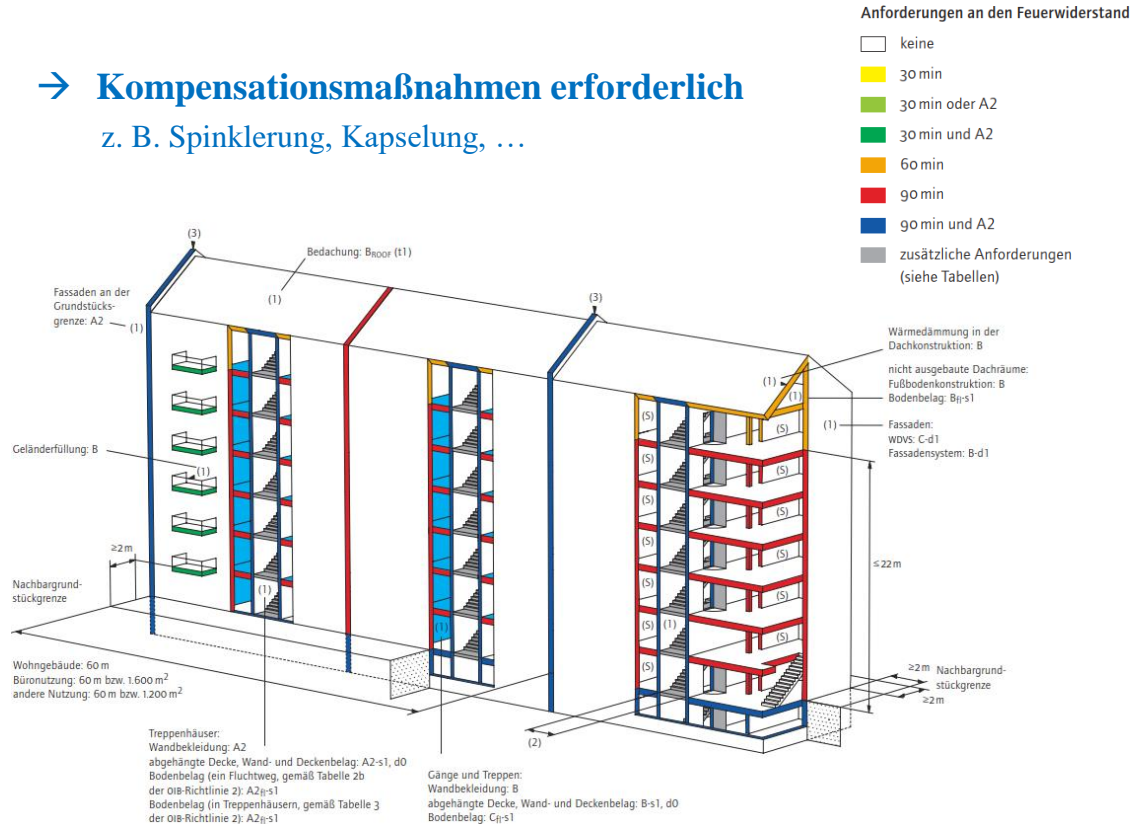 → Kompensationsmaßnahmen erforderlich
z. B. Spinklerung, Kapselung, …
Anforderungen an den Feuerwiderstand
keine
30 min
30 min oder A2
30 min und A2
60 min
90 min
90 min und A2
zusätzliche Anforderungen
(siehe Tabellen)
(3)
Bedachung: BROOF (t1)
(1)
Fassaden an der
Grundstücks-
grenze: A2
(1)
(3)
Wärmedämmung in der
Dachkonstruktion: B
nicht ausgebaute Dachräume:
Fußbodenkonstruktion: B
Bodenbelag: Bfl-s1
(1)
(1)
(1)
Fassaden:
WDVS: C-d1
Fassadensystem: B-d1
(S)
(S)
(S)
(S)
(S)
(S)
(S)
(S)
(S)
(S)
(S)
(S)
(S)
(S)
(1)
Geländerfüllung: B
(1)
≤22 m
≥2 m
Nachbargrund-
stückgrenze
(1)
(1)
Wohngebäude: 60 m
Büronutzung: 60 m bzw. 1.600 m²
andere Nutzung: 60 m bzw. 1.200 m²
≥2 m
Nachbargrund-
stückgrenze
≥2 m
(2)
Treppenhäuser:
Wandbekleidung: A2
abgehängte Decke, Wand- und Deckenbelag: A2-s1, d0
Bodenbelag (ein Fluchtweg, gemäß Tabelle 2b
der OIB-Richtlinie 2): A2fl-s1
Bodenbelag (in Treppenhäusern, gemäß Tabelle 3
der OIB-Richtlinie 2): A2fl-s1
Gänge und Treppen:
Wandbekleidung: B
abgehängte Decke, Wand- und Deckenbelag: B-s1, d0
Bodenbelag: Cfl-s1